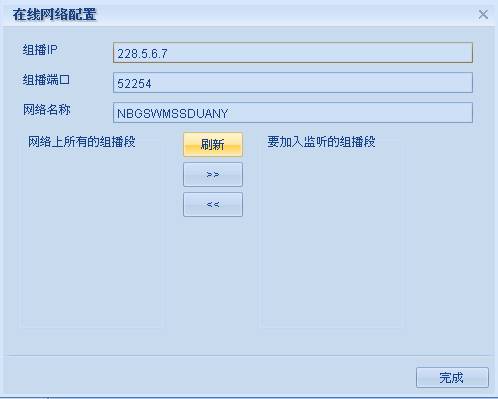 在线网络配置
组播IP 228.5.6.7
组播端口 52254
网络名称 NBGSWMSSDUANY
网络上所有的组播段 刷新 要加入监听的组播段
>>
<<
完成